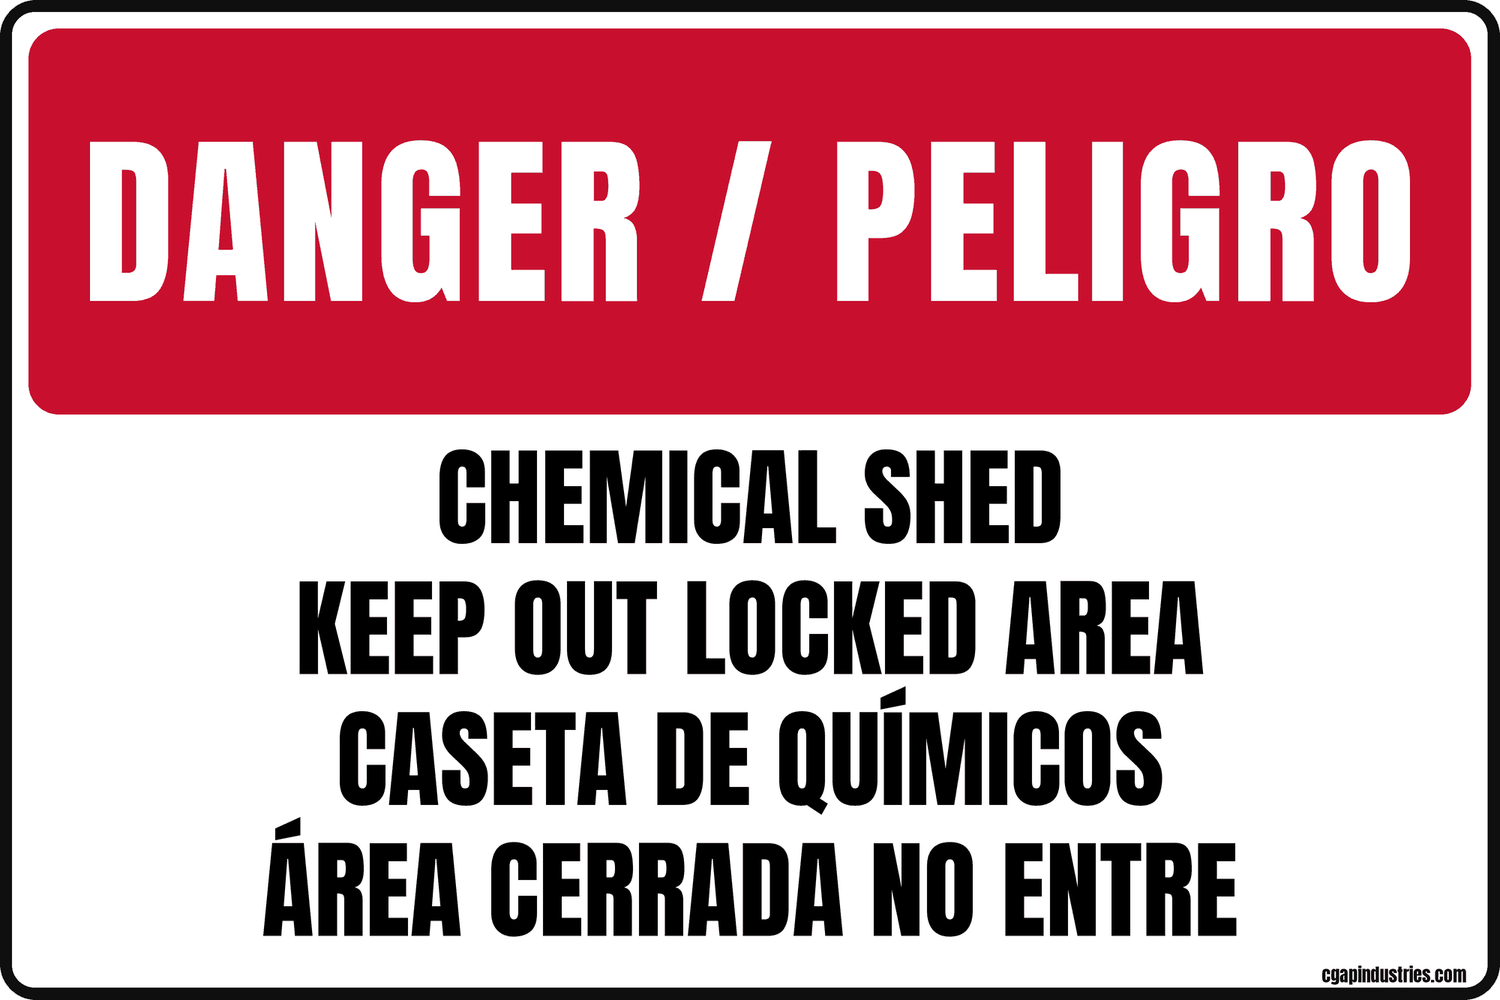 DANGER / PELIGRO
CHEMICAL SHED
KEEP OUT LOCKED AREA
CASETA DE QUÍMICOS
ÁREA CERRADA NO ENTRE
cgapindustries.com